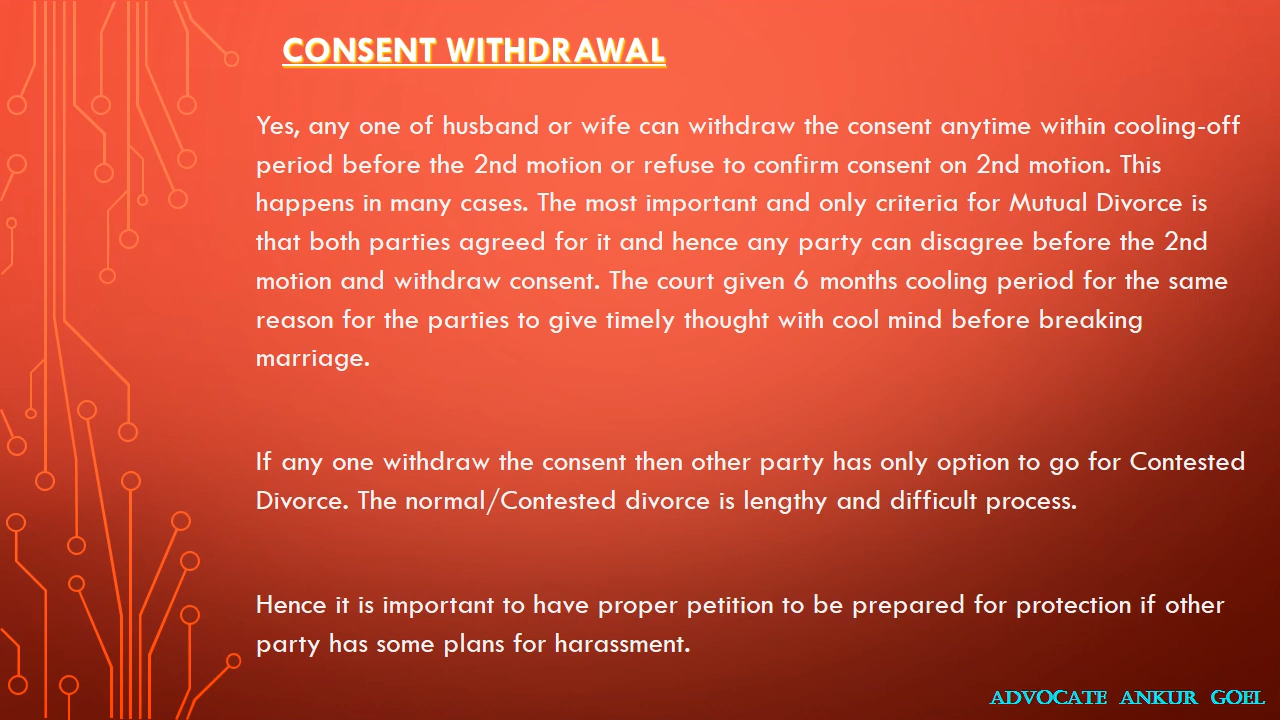 CONSENT WITHDRAWAL
Yes, any one of husband or wife can withdraw the consent anytime within cooling-off
period before the 2nd motion or refuse to confirm consent on 2nd motion. This
happens in many cases. The most important and only criteria for Mutual Divorce is
that both parties agreed for it and hence any party can disagree before the 2nd
motion and withdraw consent. The court given 6 months cooling period for the same
reason for the parties to give timely thought with cool mind before breaking
marriage.
If any one withdraw the consent then other party has only option to go for Contested
Divorce. The normal/Contested divorce is lengthy and difficult process.
Hence it is important to have proper petition to be prepared for protection if other
party has some plans for harassment.
ADVOCATE ANKUR GOEL